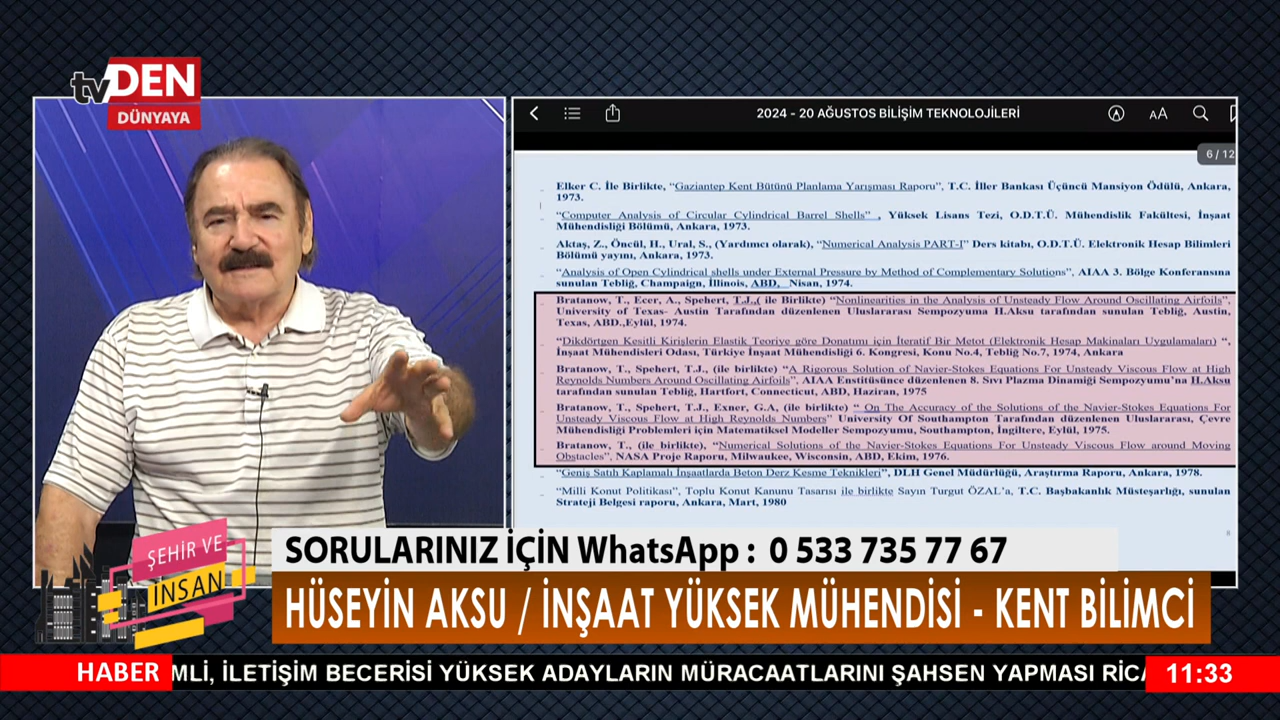 tvDEN
DÜNYAYA
2024 - 20 AĞUSTOS BİLİŞİM TEKNOLOJİLERİ
AA
6 / 12
Elker C. İle Birlikte, “Gaziantep Kent Bütünü Planlama Yarışması Raporu”, T.C. İller Bankası Üçüncü Mansiyon Ödülü, Ankara,
1973.
“Computer Analysis of Circular Cylindrical Barrel Shells” , Yüksek Lisans Tezi, O.D.T.Ü. Mühendislik Fakültesi, İnşaat
Mühendisliği Bölümü, Ankara, 1973.
Aktaş, Z., Öncül, H., Ural, S., (Yardımcı olarak), “Numerical Analysis PART-I” Ders kitabı, O.D.T.Ü. Elektronik Hesap Bilimleri
Bölümü yayını, Ankara, 1973.
“Analysis of Open Cylindrical shells under External Pressure by Method of Complementary Solutions”, AIAA 3. Bölge Konferansına
sunulan Tebliğ, Champaign, İllinois, ABD, Nisan, 1974.
Bratanow, T., Ecer, A., Spehert, T.J.,( ile Birlikte) “Nonlinearities in the Analysis of Unsteady Flow Around Oscillating Airfoils”,
University of Texas- Austin Tarafından düzenlenen Uluslararası Sempozyuma H.Aksu tarafından sunulan Tebliğ, Austin,
Texas, ABD.,Eylül, 1974.
“Dikdörtgen Kesitli Kirişlerin Elastik Teoriye göre Donatımı için İteratif Bir Metot (Elektronik Hesap Makinaları Uygulamaları) “,
İnşaat Mühendisleri Odası, Türkiye İnşaat Mühendisliği 6. Kongresi, Konu No.4, Tebliğ No.7, 1974, Ankara
Bratanow, T., Spehert, T.J., (ile birlikte) “A Rigorous Solution of Navier-Stokes Equations For Unsteady Viscous Flow at High
Reynolds Numbers Around Oscillating Airfoils”, AIAA Enstitüsünce düzenlenen 8. Sıvı Plazma Dinamiği Sempozyumu’na H.Aksu
tarafından sunulan Tebliğ, Hartfort, Connecticut, ABD, Haziran, 1975
Bratanow, T., Spehert, T.J., Exner, G.A, (ile birlikte) “ On The Accuracy of the Solutions of the Navier-Stokes Equations For
Unsteady Viscous Flow at High Reynolds Numbers” University Of Southampton Tarafından düzenlenen Uluslararası, Çevre
Mühendisliği Problemleri için Matematiksel Modeller Sempozyumu, Southampton, İngiltere, Eylül, 1975.
Bratanow, T., (ile birlikte), “Numerical Solutions of the Navier-Stokes Equations For Unsteady Viscous Flow around Moving
Obstacles”, NASA Proje Raporu, Milwaukee, Wisconsin, ABD, Ekim, 1976.
“Geniş Satıh Kaplamalı İnşaatlarda Beton Derz Kesme Teknikleri”, DLH Genel Müdürlüğü, Araştırma Raporu, Ankara, 1978.
“Milli Konut Politikası”, Toplu Konut Kanunu Tasarısı ile birlikte Sayın Turgut ÖZAL’a, T.C. Başbakanlık Müsteşarlığı, sunulan
Strateji Belgesi raporu, Ankara, Mart, 1980
ŞEHİR VE
İNSAN
SORULARINIZ İÇİN WhatsApp : 0 533 735 77 67
HÜSEYİN AKSU / İNŞAAT YÜKSEK MÜHENDİSİ - KENT BİLİMCİ
HABER
MLİ, İLETİŞİM BECERİSİ YÜKSEK ADAYLARIN MÜRACAATLARINI ŞAHSEN YAPMASI RİCA
11:33